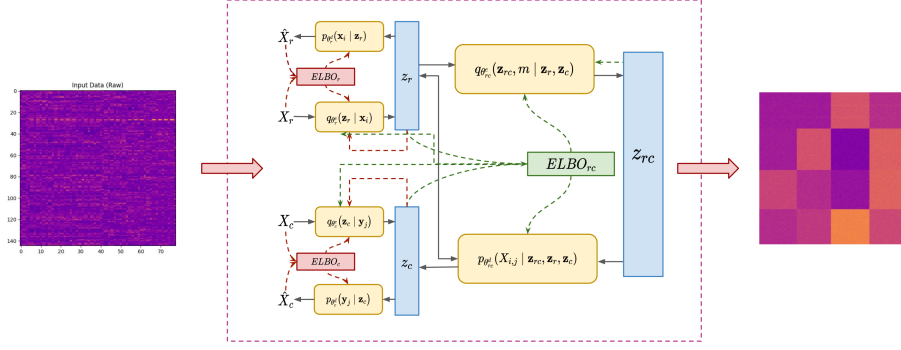 Input Data (Raw)
0
20
40
60
80
100
120
140
0 10 20 30 40 50 60 70
X̂_r
p_{θ_r^d}(x_i | z_r)
ELBO_r
X_r
q_{θ_r^e}(z_r | x_i)
z_r
q_{θ_{rc}^e}(z_{rc}, m | z_r, z_c)
ELBO_{rc}
z_{rc}
X_c
q_{θ_c^e}(z_c | y_j)
ELBO_c
X̂_c
p_{θ_c^d}(y_j | z_c)
z_c
p_{θ_{rc}^d}(X_{i,j} | z_{rc}, z_r, z_c)